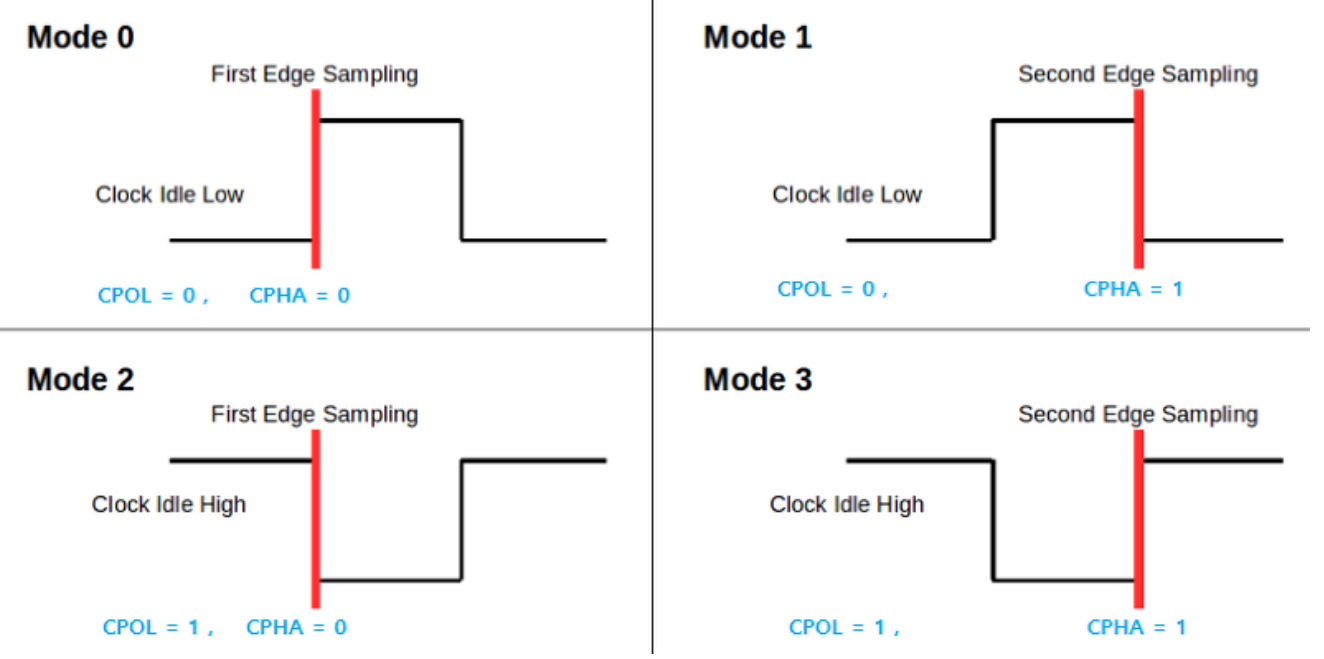 Mode 0
First Edge Sampling
Clock Idle Low
CPOL = 0 , CPHA = 0
Mode 1
Second Edge Sampling
Clock Idle Low
CPOL = 0 , CPHA = 1
Mode 2
First Edge Sampling
Clock Idle High
CPOL = 1 , CPHA = 0
Mode 3
Second Edge Sampling
Clock Idle High
CPOL = 1 , CPHA = 1